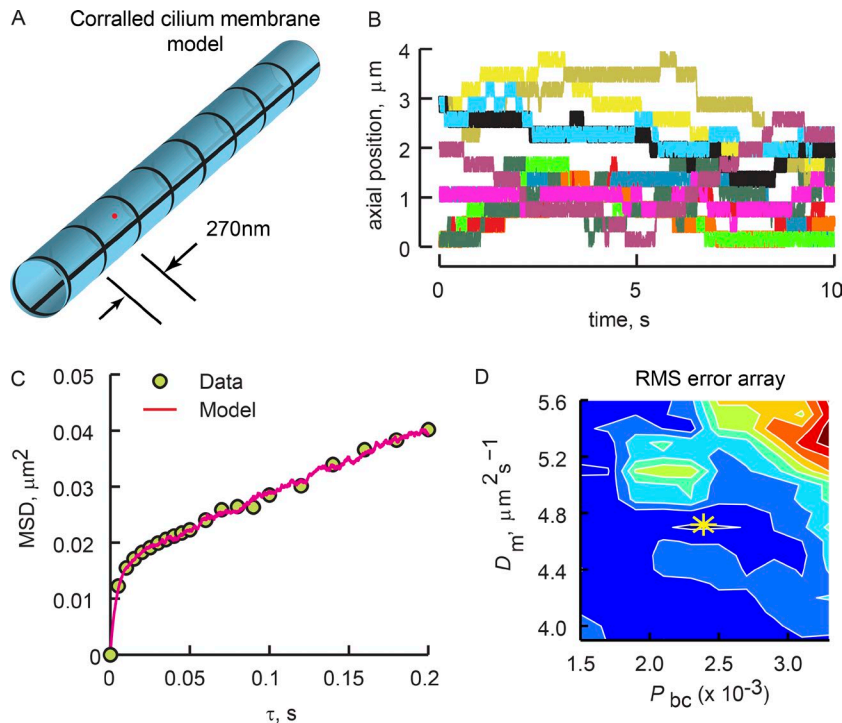 A
Corralled cilium membrane
model
270nm
B
axial position, μm
4
3
2
1
0
0
5
10
time, s
C
Data
Model
MSD, μm²
0.05
0.04
0.03
0.02
0.01
0
0
0.05
0.1
0.15
0.2
τ, s
D
RMS error array
Dm, μm²s⁻¹
5.6
5.2
4.8
4.4
4.0
1.5
2.0
2.5
3.0
Pbc (x 10⁻³)